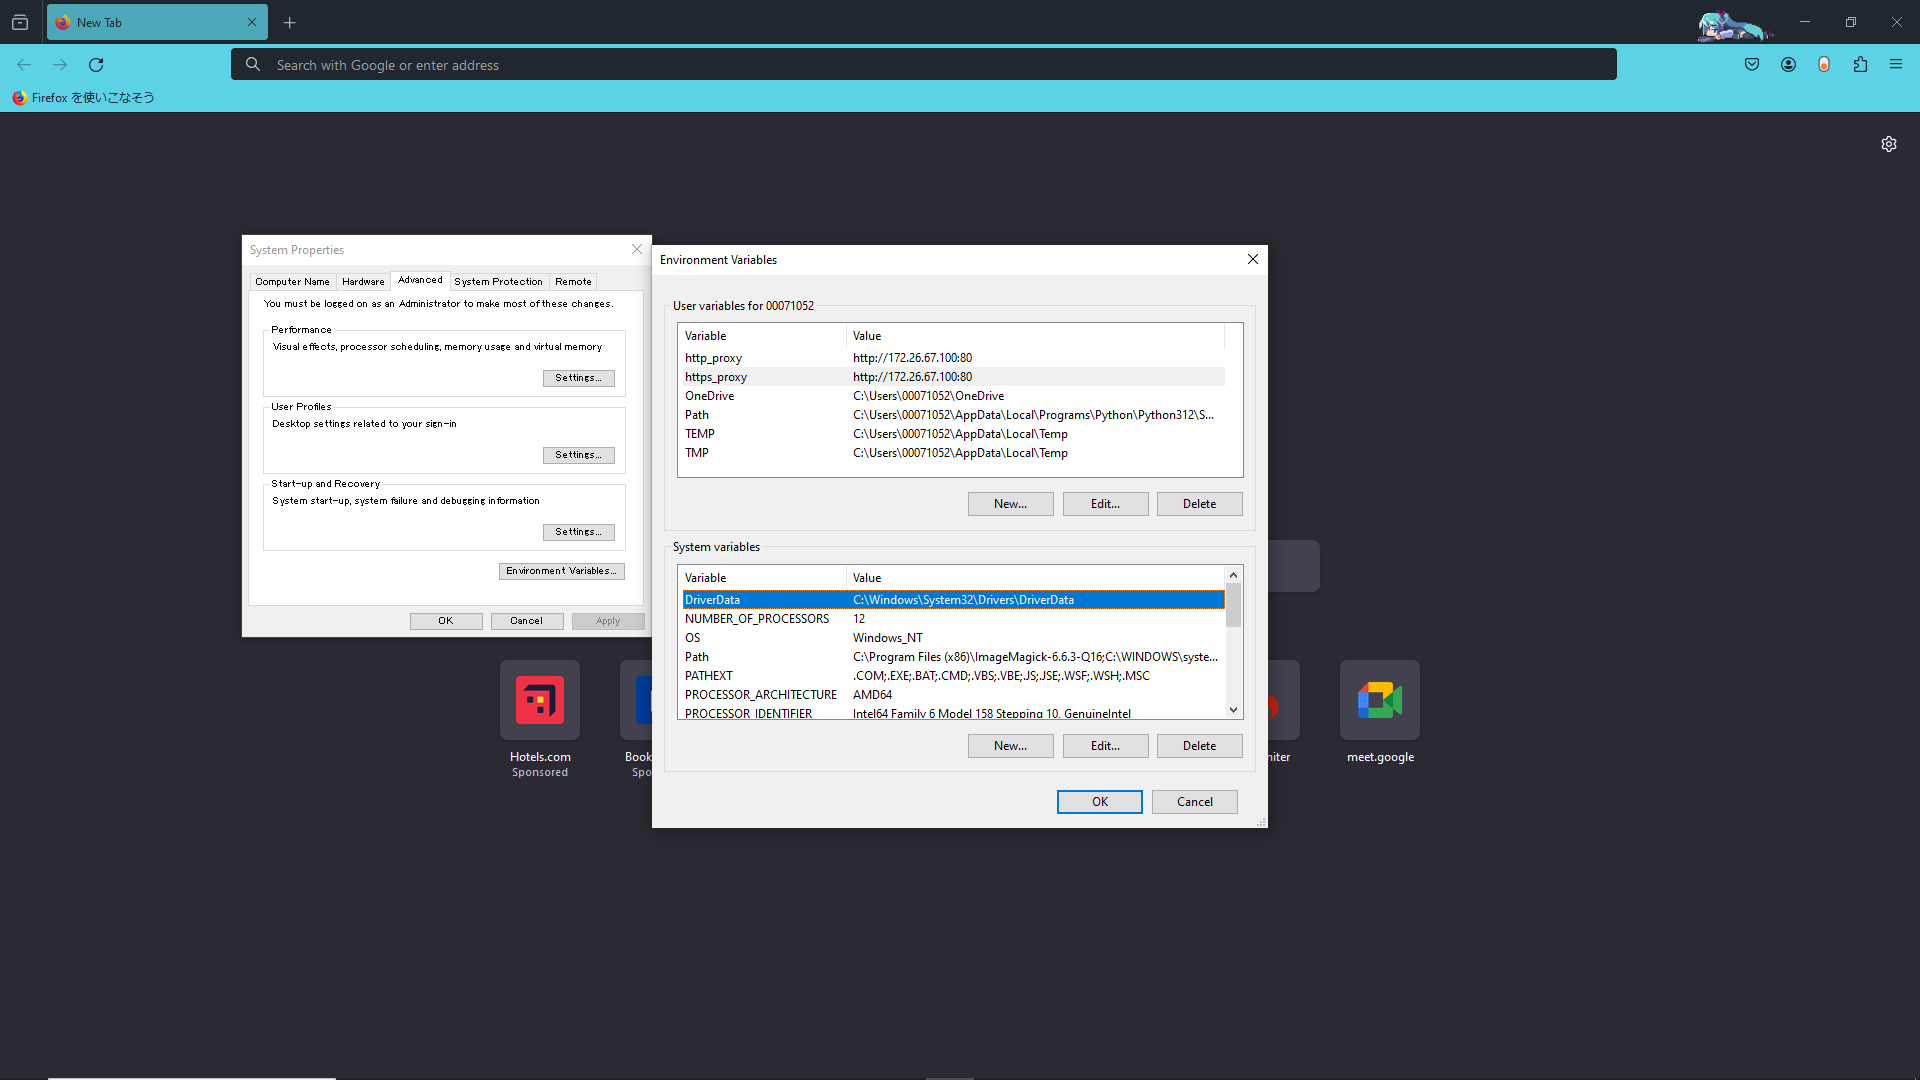 New Tab
Search with Google or enter address
Firefox を使いこなそう
System Properties
Computer Name Hardware Advanced System Protection Remote
You must be logged on as an Administrator to make most of these changes.
Performance
Visual effects, processor scheduling, memory usage and virtual memory
Settings...
User Profiles
Desktop settings related to your sign-in
Settings...
Start-up and Recovery
System start-up, system failure and debugging information
Settings...
Environment Variables...
OK Cancel Apply
Environment Variables
User variables for 00071052
Variable Value
http_proxy http://172.26.67.100:80
https_proxy http://172.26.67.100:80
OneDrive C:\Users\00071052\OneDrive
Path C:\Users\00071052\AppData\Local\Programs\Python\Python312\S...
TEMP C:\Users\00071052\AppData\Local\Temp
TMP C:\Users\00071052\AppData\Local\Temp
New... Edit... Delete
System variables
Variable Value
DriverData C:\Windows\System32\Drivers\DriverData
NUMBER_OF_PROCESSORS 12
OS Windows_NT
Path C:\Program Files (x86)\ImageMagick-6.6.3-Q16;C:\WINDOWS\syste...
PATHEXT .COM;.EXE;.BAT;.CMD;.VBS;.VBE;.JS;.JSE;.WSF;.WSH;.MSC
PROCESSOR_ARCHITECTURE AMD64
PROCESSOR_IDENTIFIER Intel64 Family 6 Model 158 Stepping 10, GenuineIntel
New... Edit... Delete
OK Cancel
Hotels.com
Sponsored
Book
Spo
niter
meet.google